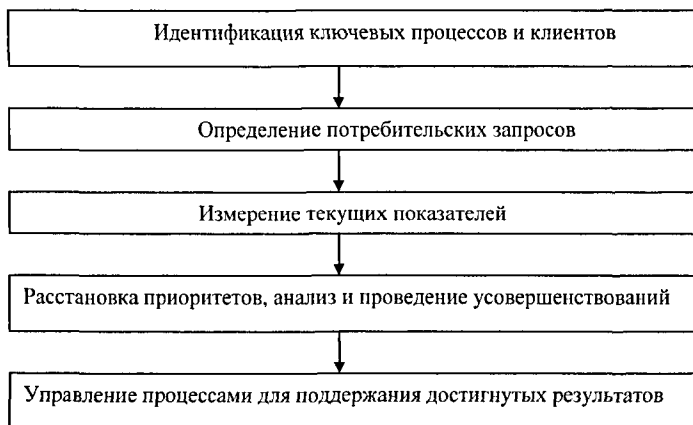 Идентификация ключевых процессов и клиентов
Определение потребительских запросов
Измерение текущих показателей
Расстановка приоритетов, анализ и проведение усовершенствований
Управление процессами для поддержания достигнутых результатов